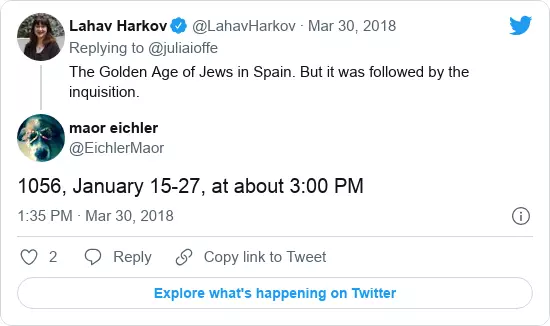 Lahav Harkov @LahavHarkov · Mar 30, 2018
Replying to @juliaioffe
The Golden Age of Jews in Spain. But it was followed by the
inquisition.
maor eichler
@EichlerMaor
1056, January 15-27, at about 3:00 PM
1:35 PM · Mar 30, 2018
2 Reply Copy link to Tweet
Explore what's happening on Twitter